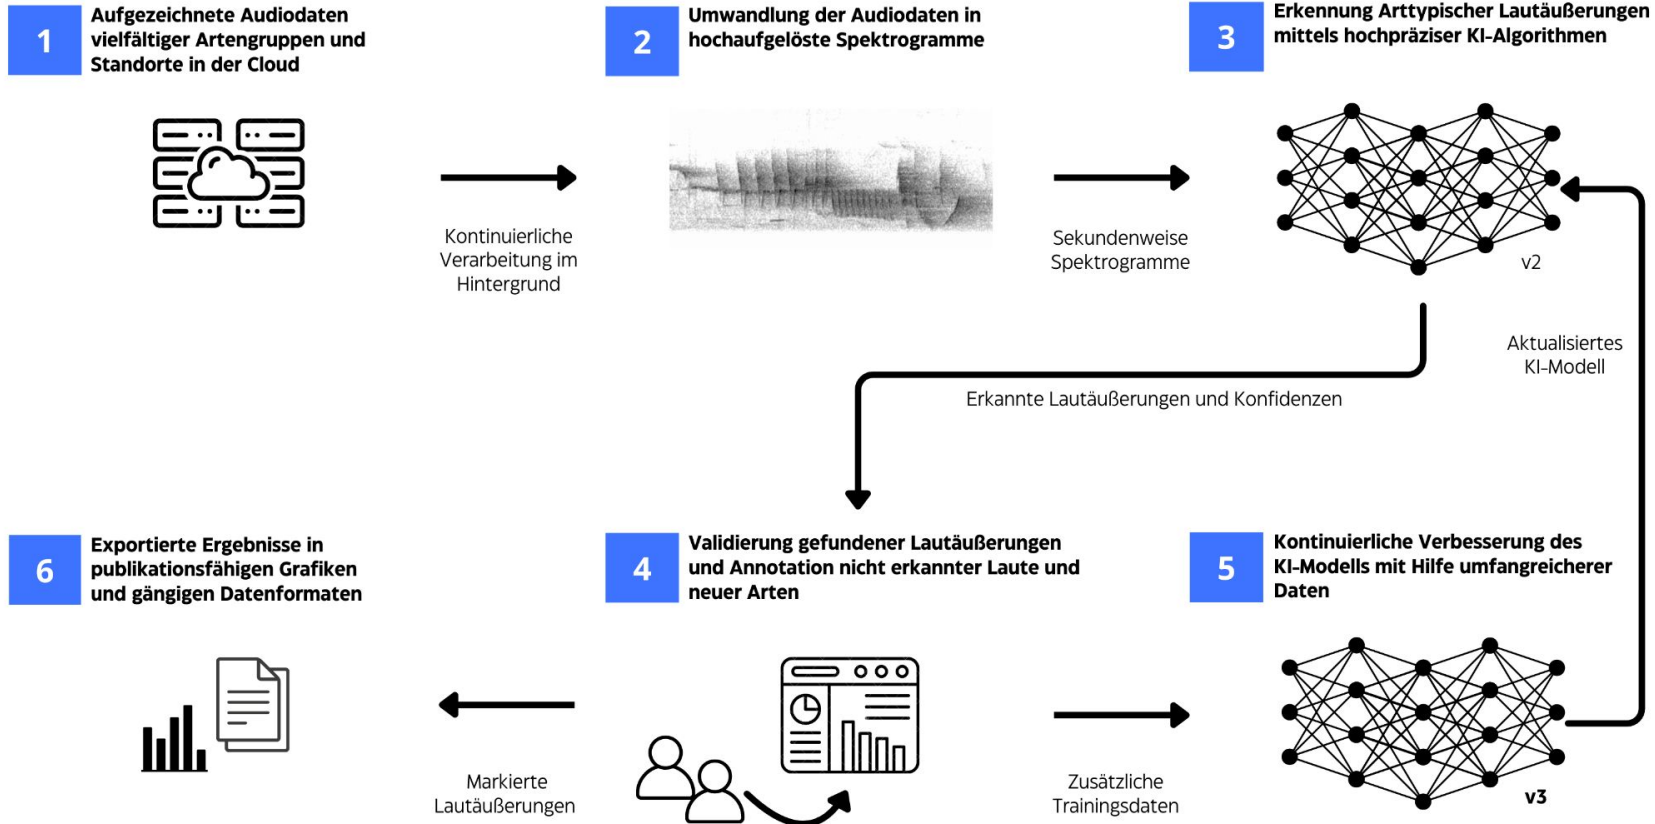 1
Aufgezeichnete Audiodaten
vielfältiger Artengruppen und
Standorte in der Cloud
Kontinuierliche
Verarbeitung im
Hintergrund
2
Umwandlung der Audiodaten in
hochaufgelöste Spektrogramme
Sekundenweise
Spektrogramme
3
Erkennung Arttypischer Lautäußerungen
mittels hochpräziser KI-Algorithmen
v2
Aktualisiertes
KI-Modell
Erkannte Lautäußerungen und Konfidenzen
6
Exportierte Ergebnisse in
publikationsfähigen Grafiken
und gängigen Datenformaten
Markierte
Lautäußerungen
4
Validierung gefundener Lautäußerungen
und Annotation nicht erkannter Laute und
neuer Arten
Zusätzliche
Trainingsdaten
5
Kontinuierliche Verbesserung des
KI-Modells mit Hilfe umfangreicherer
Daten
v3